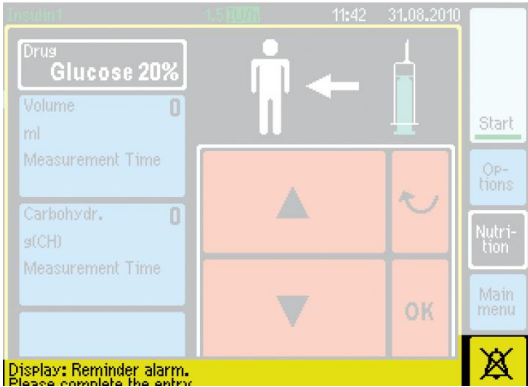 Insulin1 1.5 IU/h 11:42 31.08.2010
Drug
Glucose 20%
Volume 0
ml
Measurement Time
Carbohydr. 0
g(CH)
Measurement Time
OK
Start
Op-
tions
Nutri-
tion
Main
menu
Display: Reminder alarm.
Please complete the entry